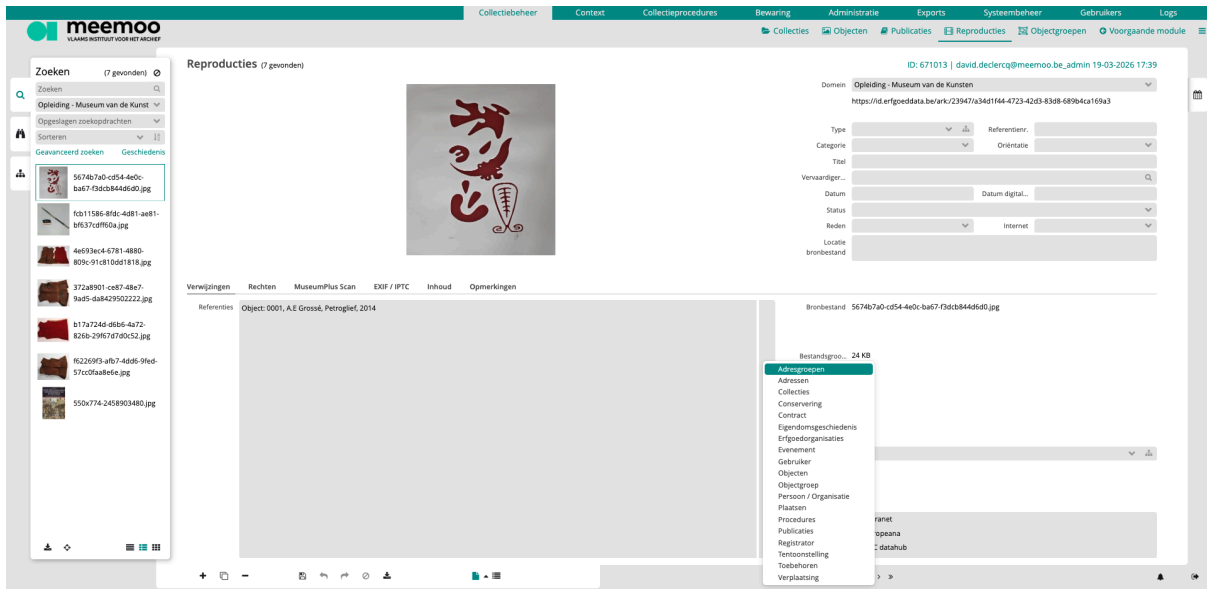 Collectiebeheer Context Collectieprocedures Bewaring Administratie Exports Systeembeheer Gebruikers Logs
meemoo
VLAAMS INSTITUUT VOOR HET ARCHIEF
Collecties Objecten Publicaties Reproducties Objectgroepen Voorgaande module
Zoeken (7 gevonden)
Zoeken
Opleiding - Museum van de Kunst
Opgeslagen zoekopdrachten
Sorteren
Geavanceerd zoeken Geschiedenis
5674b7a0-cd54-4e0c-
ba67-f3dcb844d6d0.jpg
fcb11586-8fdc-4d81-ae81-
bf637cdff60a.jpg
4e693ec4-6781-4880-
809c-91c810dd1818.jpg
372a8901-ce87-48e7-
9ad5-da8429502222.jpg
b17a724d-d6b6-4a72-
826b-29f67d7d0c52.jpg
f62269f3-afb7-4dd6-9fed-
57cc0faa8e6e.jpg
550x774-2458903480.jpg
Reproducties (7 gevonden)
ID: 671013 | david.declercq@meemoo.be_admin 19-03-2026 17:39
Domein Opleiding - Museum van de Kunsten
https://id.erfgoeddata.be/ark:/23947/a34d1f44-4723-42d3-83d8-689b4ca169a3
Type Referentienr.
Categorie Oriëntatie
Titel
Vervaardiger...
Datum Datum digital...
Status
Reden Internet
Locatie
bronbestand
Verwijzingen Rechten MuseumPlus Scan EXIF / IPTC Inhoud Opmerkingen
Referenties Object: 0001, A.E Grossé, Petroglief, 2014
Bronbestand 5674b7a0-cd54-4e0c-ba67-f3dcb844d6d0.jpg
Bestandsgroo... 24 KB
Adresgroepen
Adressen
Collecties
Conservering
Contract
Eigendomsgeschiedenis
Erfgoedorganisaties
Evenement
Gebruiker
Objecten
Objectgroep
Persoon / Organisatie
Plaatsen
Procedures
Publicaties
Registrator
Tentoonstelling
Toebehoren
Verplaatsing
ranet
ropeana
C datahub